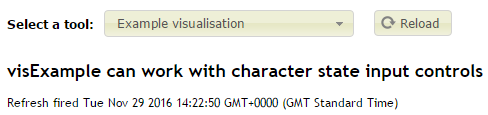 Select a tool: Example visualisation Reload
visExample can work with character state input controls
Refresh fired Tue Nov 29 2016 14:22:50 GMT+0000 (GMT Standard Time)